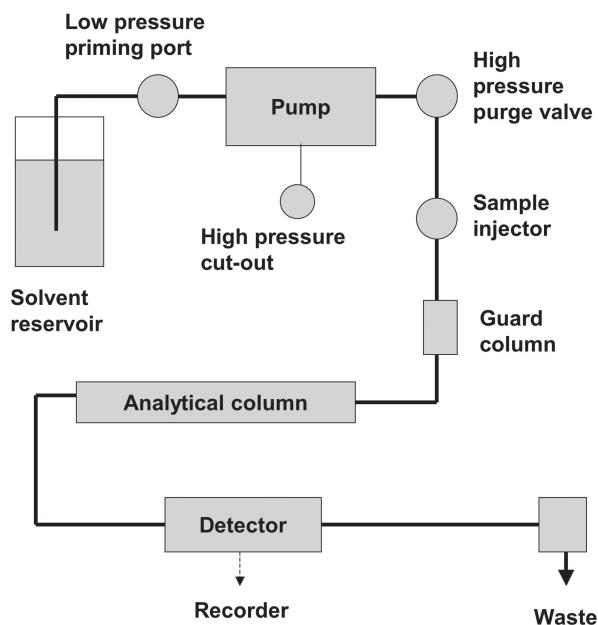 Low pressure
priming port
Pump
High
pressure
purge valve
High pressure
cut-out
Sample
injector
Solvent
reservoir
Guard
column
Analytical column
Detector
Recorder
Waste